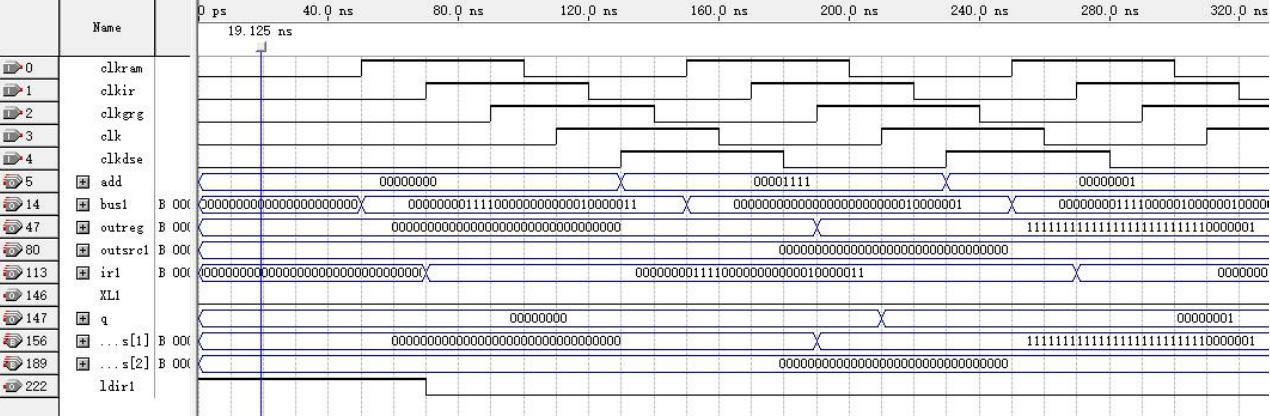 Name
0 ps 40.0 ns 80.0 ns 120.0 ns 160.0 ns 200.0 ns 240.0 ns 280.0 ns 320.0 ns
19.125 ns
0 clkram
1 clkir
2 clkgrg
3 clk
4 clkdse
5 add 00000000 00001111 00000001
14 bus1 B 000 0000000000000000000000 00000000111100000000000010000011 00000000000000000000000010000001 00000000111100001000000010000
47 outreg B 000 00000000000000000000000000000000 11111111111111111111111110000001
80 outsrc1 B 000 00000000000000000000000000000000
113 ir1 B 000 0000000000000000000000000000000 00000000111100000000000010000011 0000000
146 XL1
147 q 00000000 00000001
156 ...s[1] B 000 00000000000000000000000000000000 11111111111111111111111110000001
189 ...s[2] B 000 00000000000000000000000000000000
222 ldir1